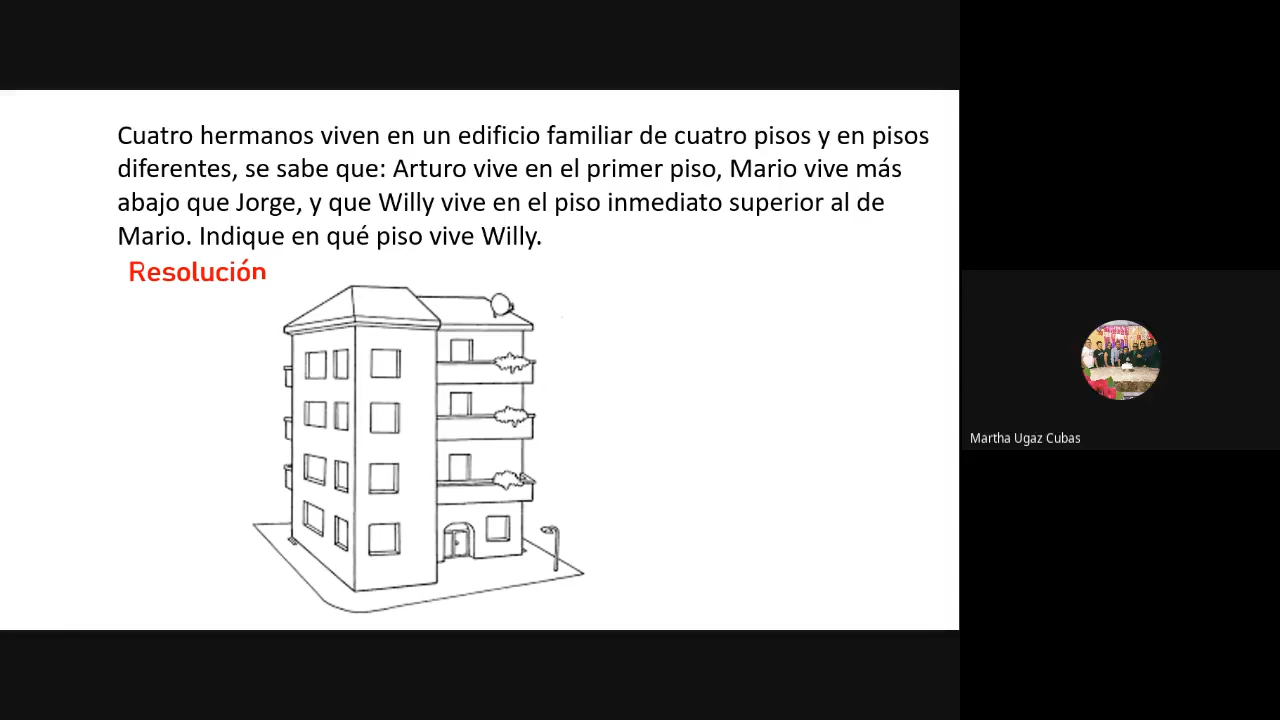 Cuatro hermanos viven en un edificio familiar de cuatro pisos y en pisos
diferentes, se sabe que: Arturo vive en el primer piso, Mario vive más
abajo que Jorge, y que Willy vive en el piso inmediato superior al de
Mario. Indique en qué piso vive Willy.
Resolución
Martha Ugaz Cubas